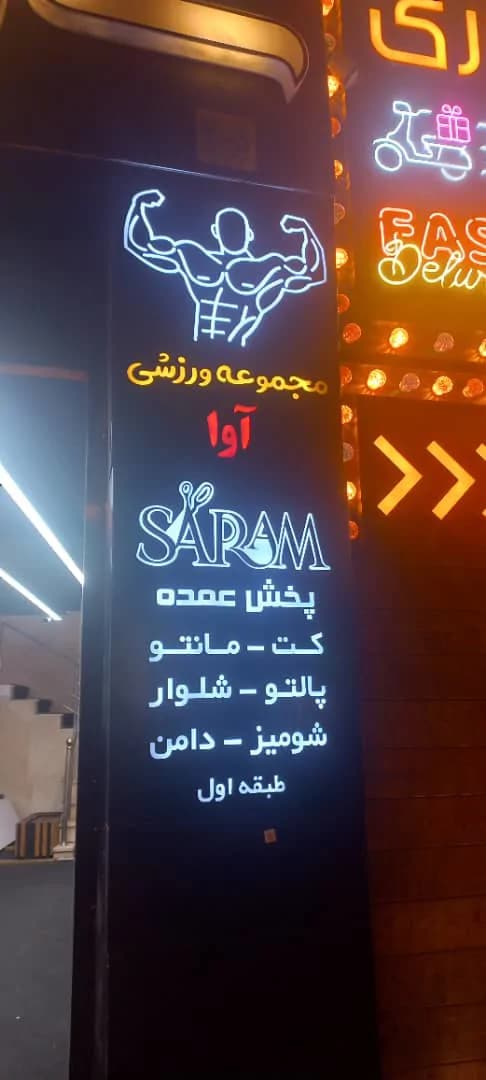 مجموعه ورزشی
آوا
SARAM
پخش عمده
کت - مانتو
پالتو - شلوار
شومیز - دامن
طبقه اول